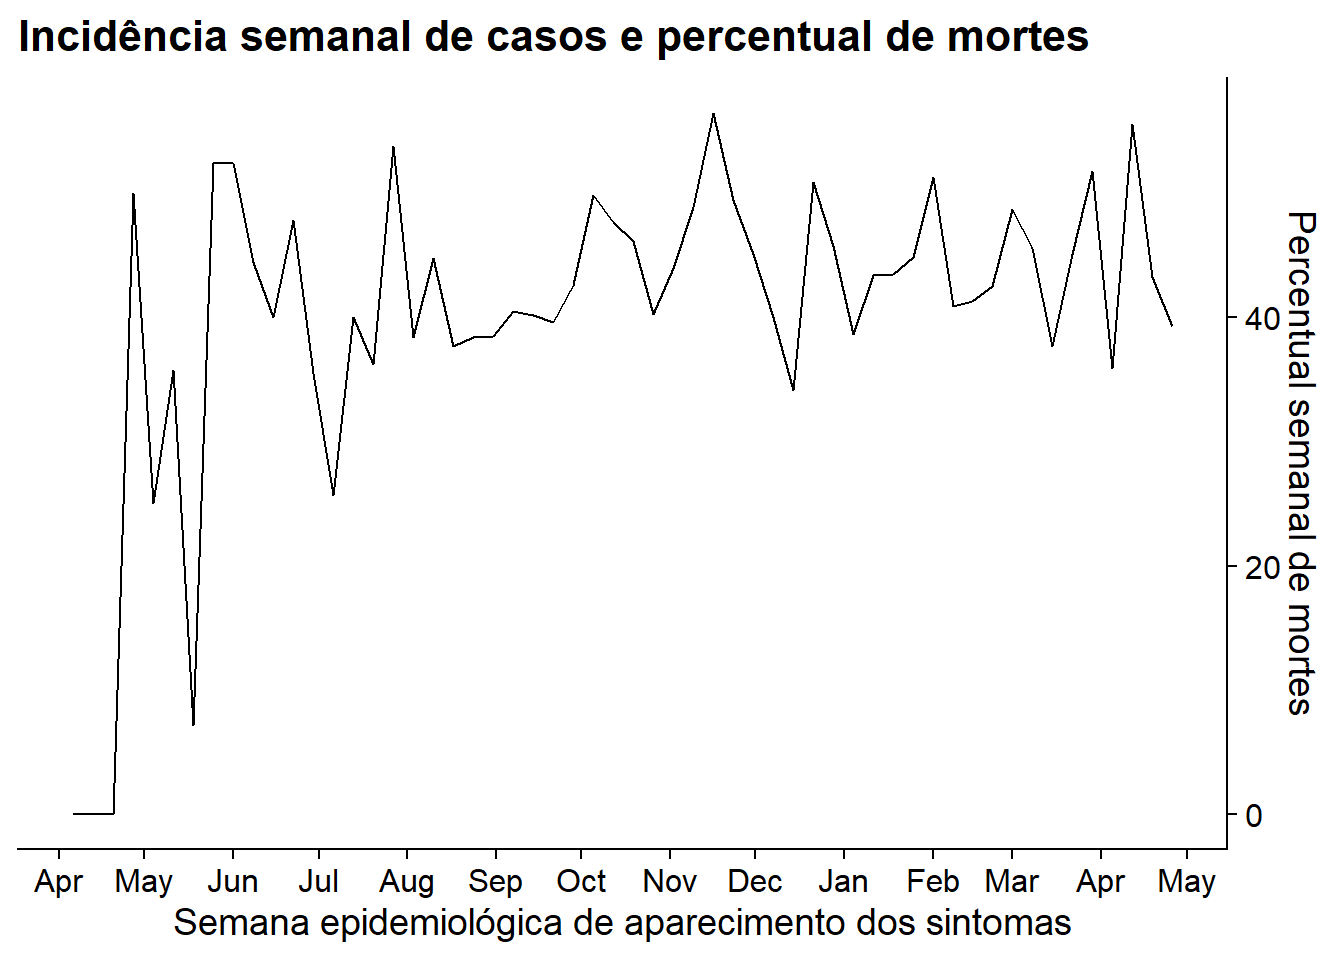 Incidência semanal de casos e percentual de mortes
Percentual semanal de mortes
40
20
0
Apr May Jun Jul Aug Sep Oct Nov Dec Jan Feb Mar Apr May
Semana epidemiológica de aparecimento dos sintomas